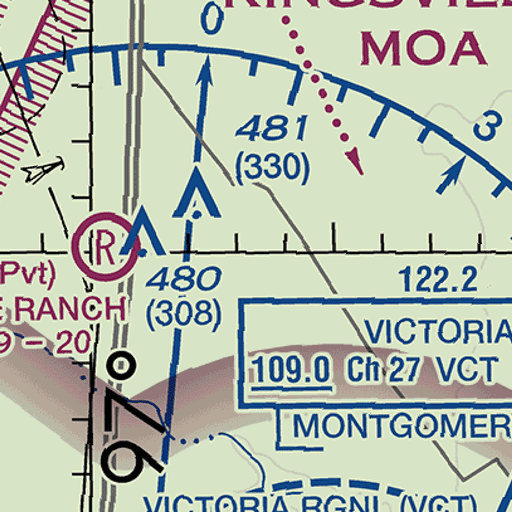 KINGSVILLE
MOA
0
3
481
(330)
R
480
(308)
(Pvt)
E RANCH
9 – 20
122.2
VICTORIA
109.0 Ch 27 VCT
MONTGOMER
97°
VICTORIA RGNL (VCT)